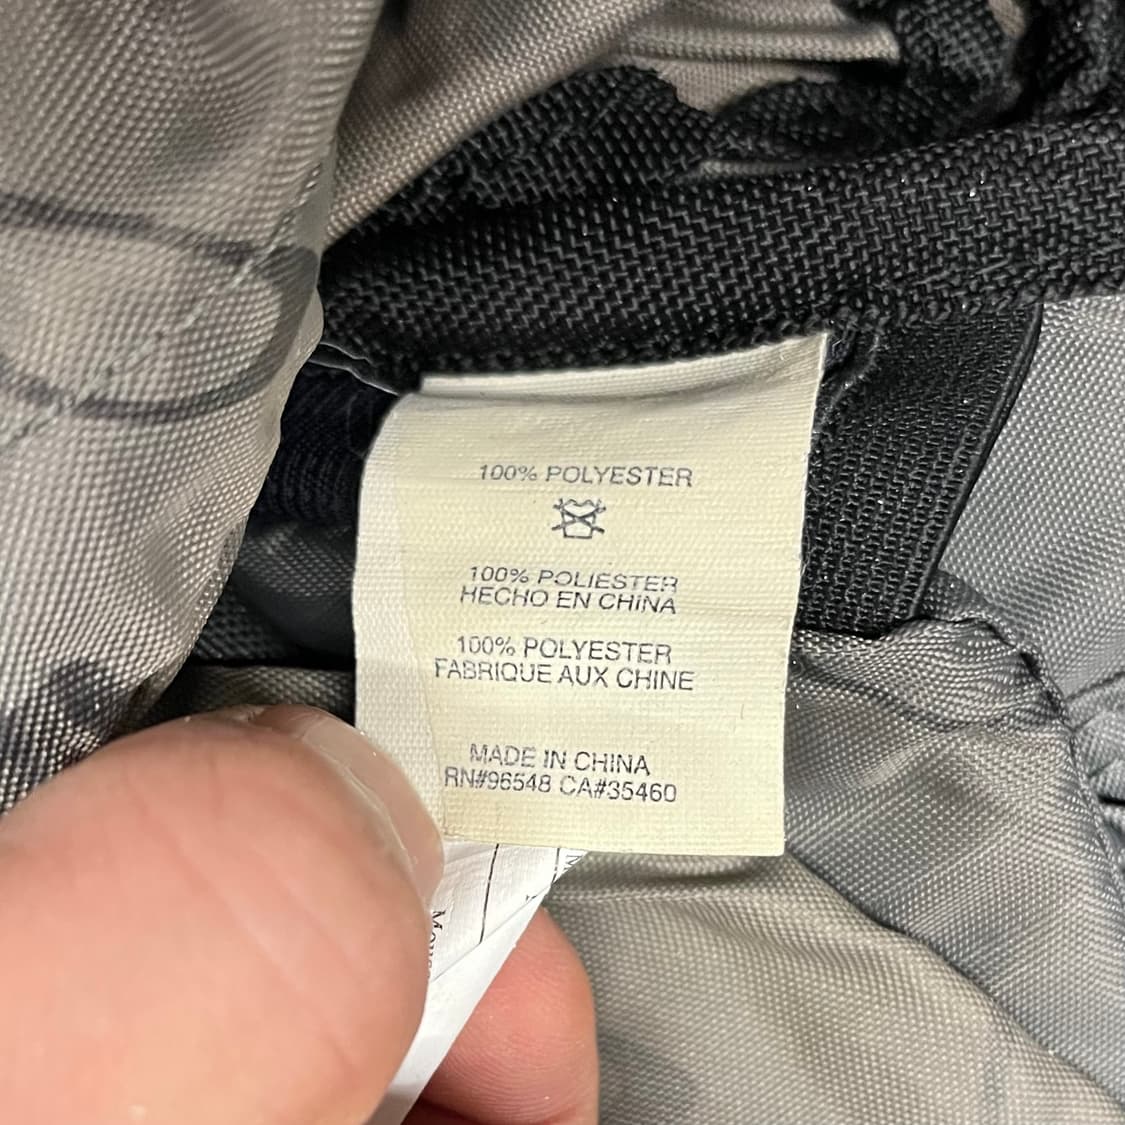 100% POLYESTER
100% POLIESTER
HECHO EN CHINA
100% POLYESTER
FABRIQUE AUX CHINE
MADE IN CHINA
RN#96548 CA#35460